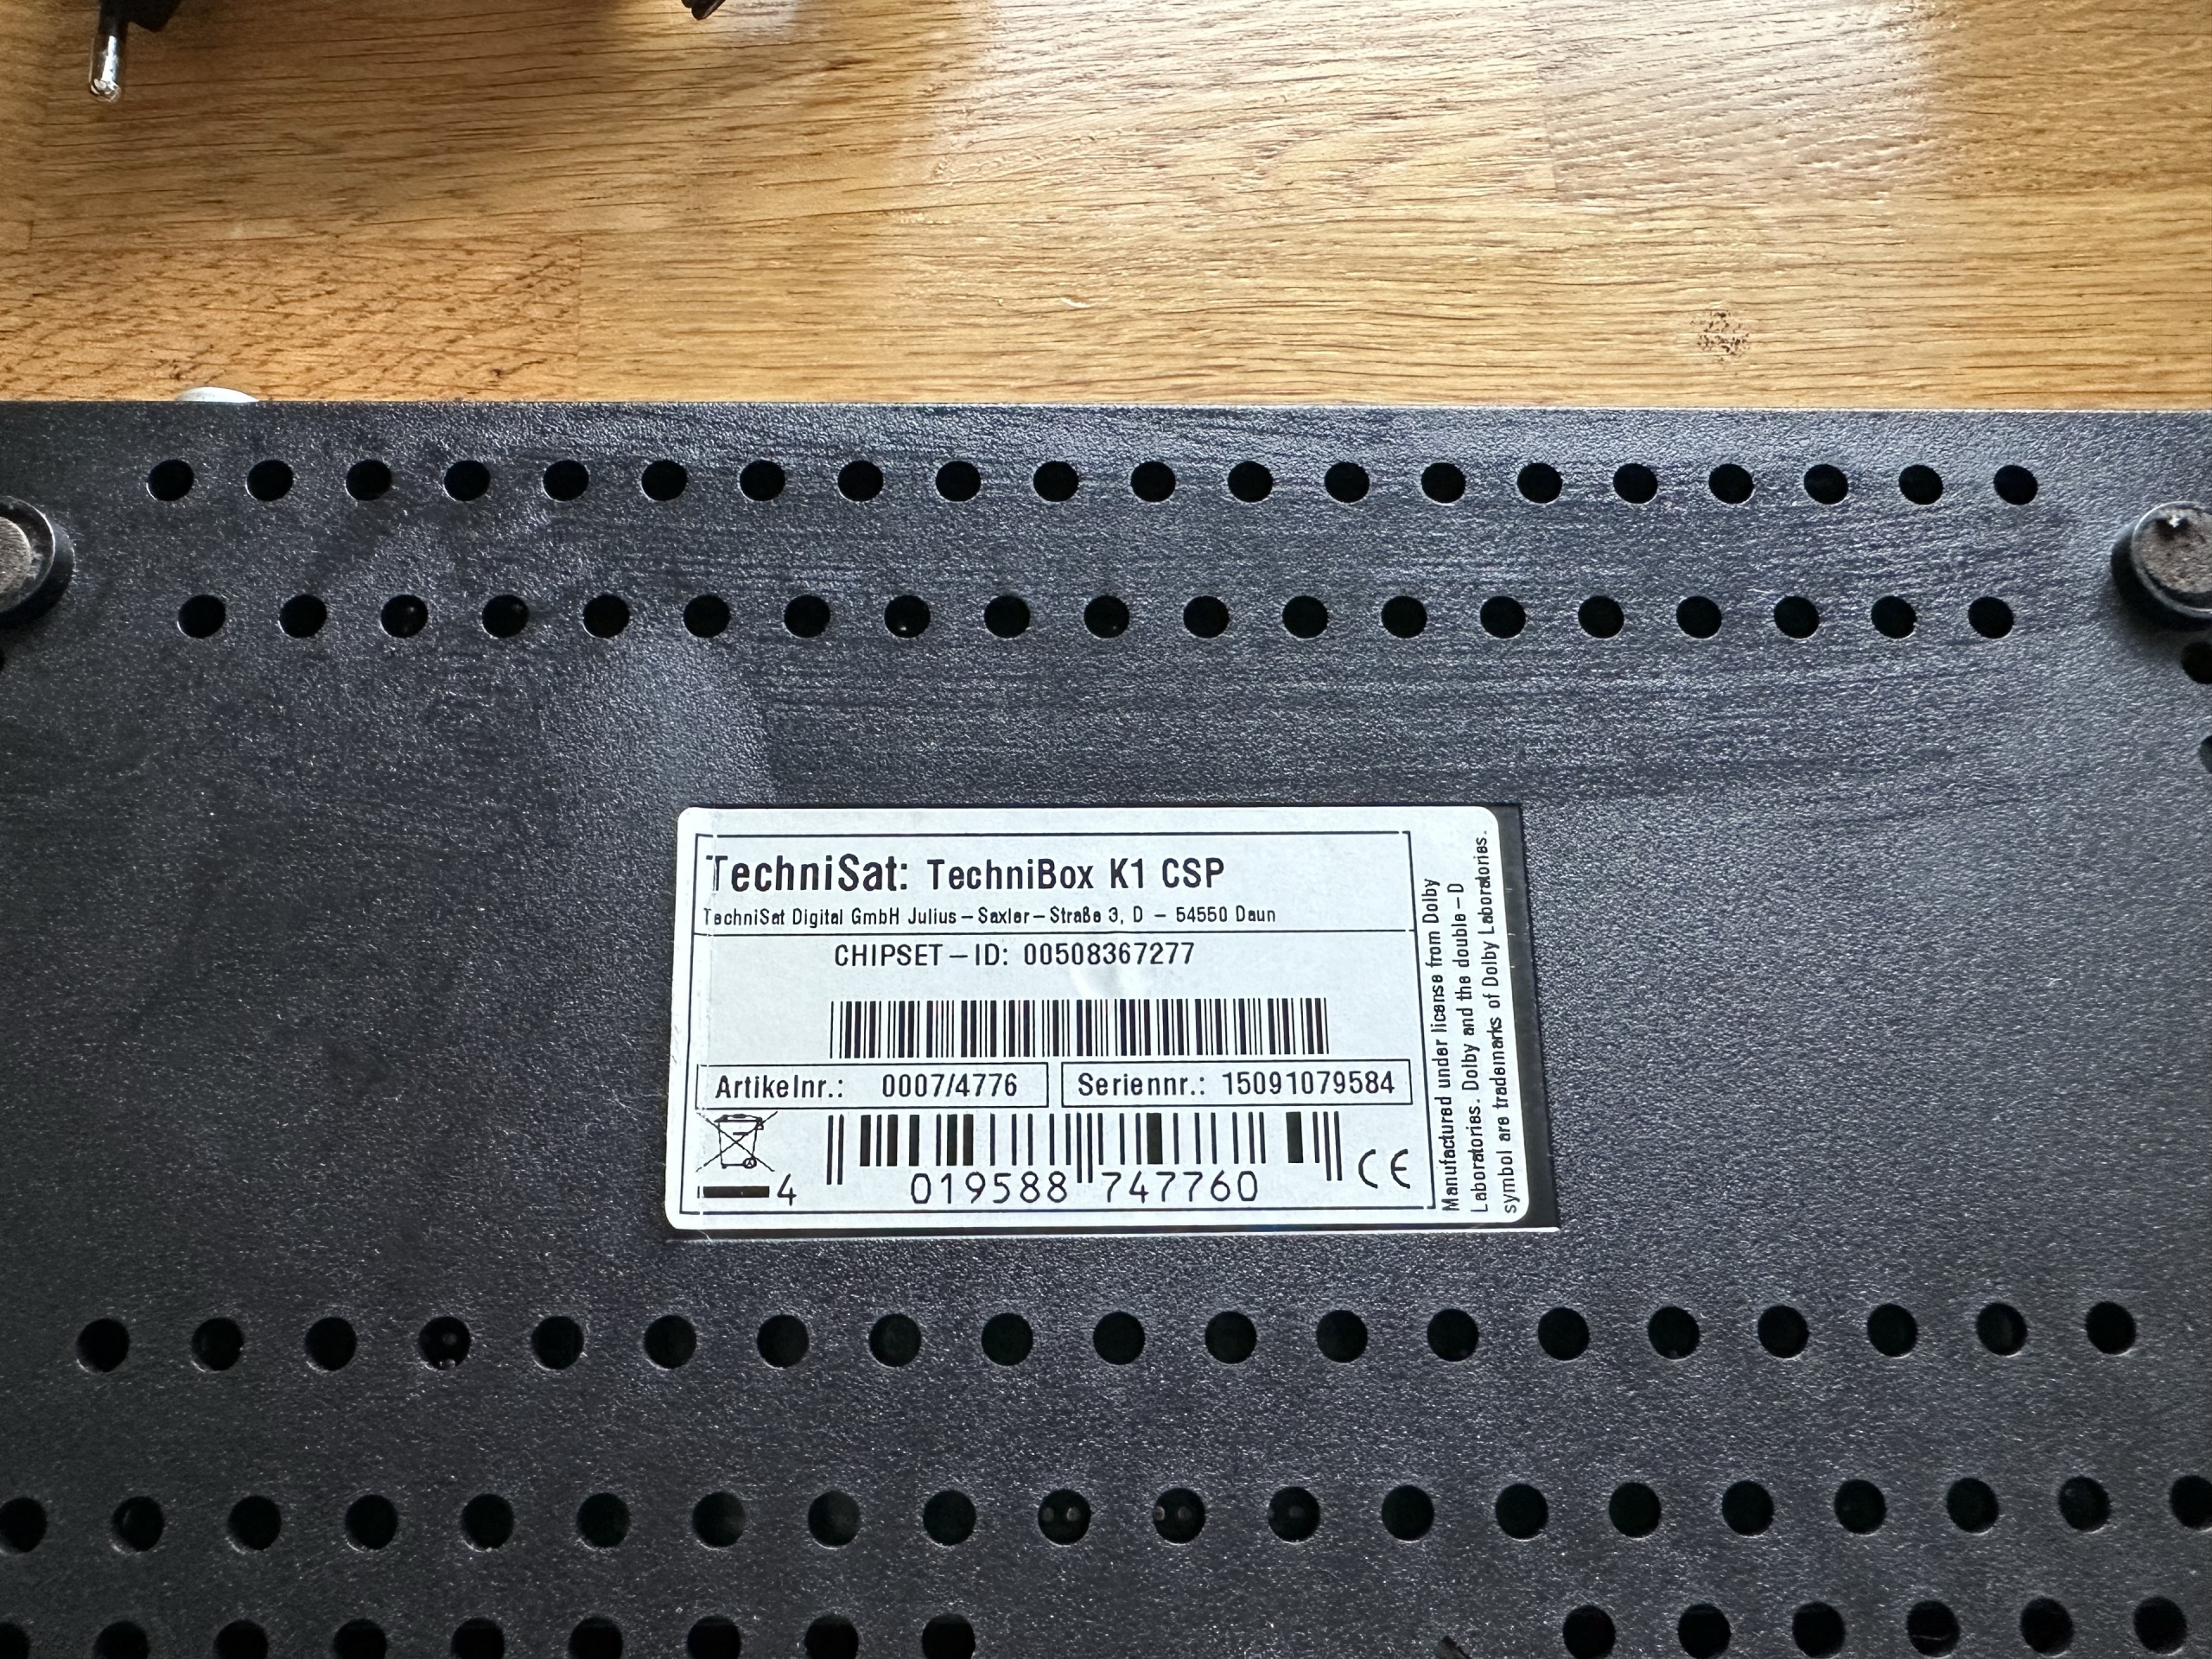 TechniSat: TechniBox K1 CSP
TechniSat Digital GmbH Julius–Saxler–Straße 3, D – 54550 Daun
CHIPSET–ID: 00508367277
Artikelnr.: 0007/4776
Seriennr.: 15091079584
4 019588 747760
CE
Manufactured under license from Dolby
Laboratories. Dolby and the double–D
symbol are trademarks of Dolby Laboratories.